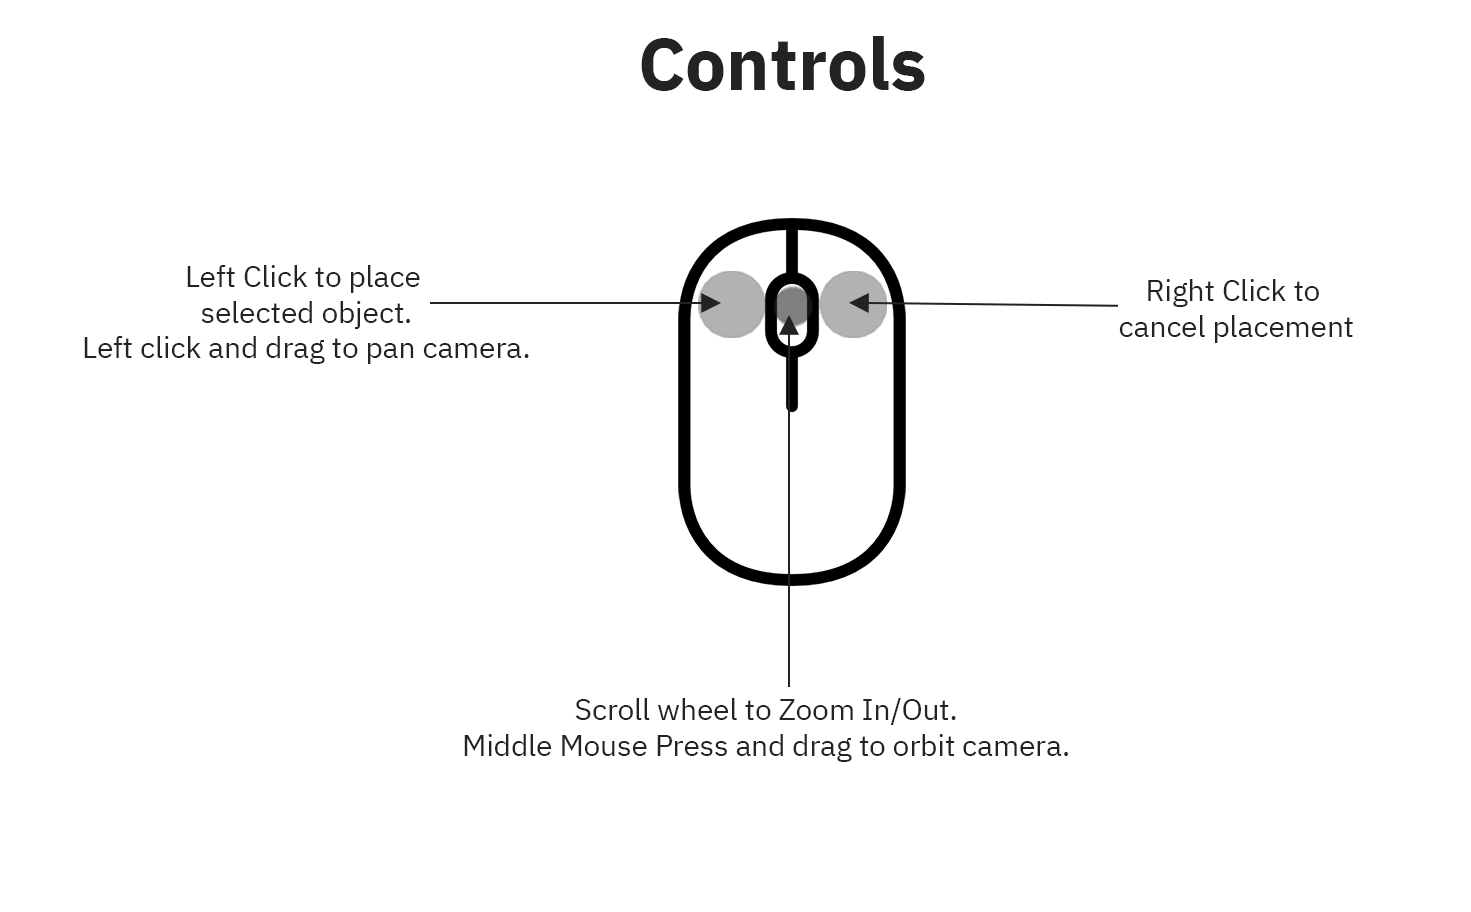 Controls
Left Click to place
selected object.
Left click and drag to pan camera.
Right Click to
cancel placement
Scroll wheel to Zoom In/Out.
Middle Mouse Press and drag to orbit camera.